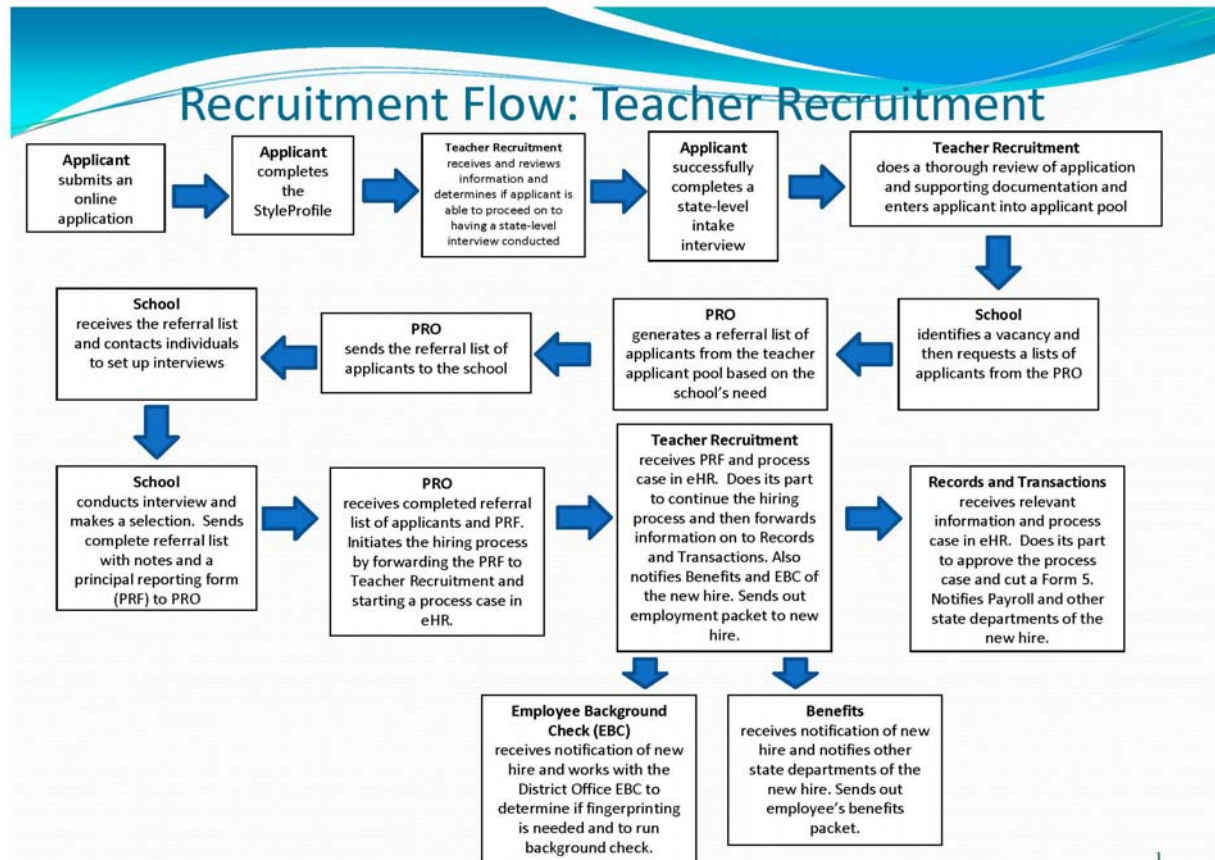 Recruitment Flow: Teacher Recruitment
Applicant
submits an
online
application
Applicant
completes
the
StyleProfile
Teacher Recruitment
receives and reviews
information and
determines if applicant is
able to proceed on to
having a state-level
interview conducted
Applicant
successfully
completes a
state-level
intake
interview
Teacher Recruitment
does a thorough review of application
and supporting documentation and
enters applicant into applicant pool
School
identifies a vacancy and
then requests a lists of
applicants from the PRO
PRO
generates a referral list of
applicants from the teacher
applicant pool based on the
school's need
PRO
sends the referral list of
applicants to the school
School
receives the referral list
and contacts individuals
to set up interviews
School
conducts interview and
makes a selection. Sends
complete referral list
with notes and a
principal reporting form
(PRF) to PRO
PRO
receives completed referral
list of applicants and PRF.
Initiates the hiring process
by forwarding the PRF to
Teacher Recruitment and
starting a process case in
eHR.
Teacher Recruitment
receives PRF and process
case in eHR. Does its part
to continue the hiring
process and then forwards
information on to Records
and Transactions. Also
notifies Benefits and EBC of
the new hire. Sends out
employment packet to new
hire.
Records and Transactions
receives relevant
information and process
case in eHR. Does its part
to approve the process
case and cut a Form 5.
Notifies Payroll and other
state departments of the
new hire.
Employee Background
Check (EBC)
receives notification of new
hire and works with the
District Office EBC to
determine if fingerprinting
is needed and to run
background check.
Benefits
receives notification of new
hire and notifies other
state departments of the
new hire. Sends out
employee's benefits
packet.
1